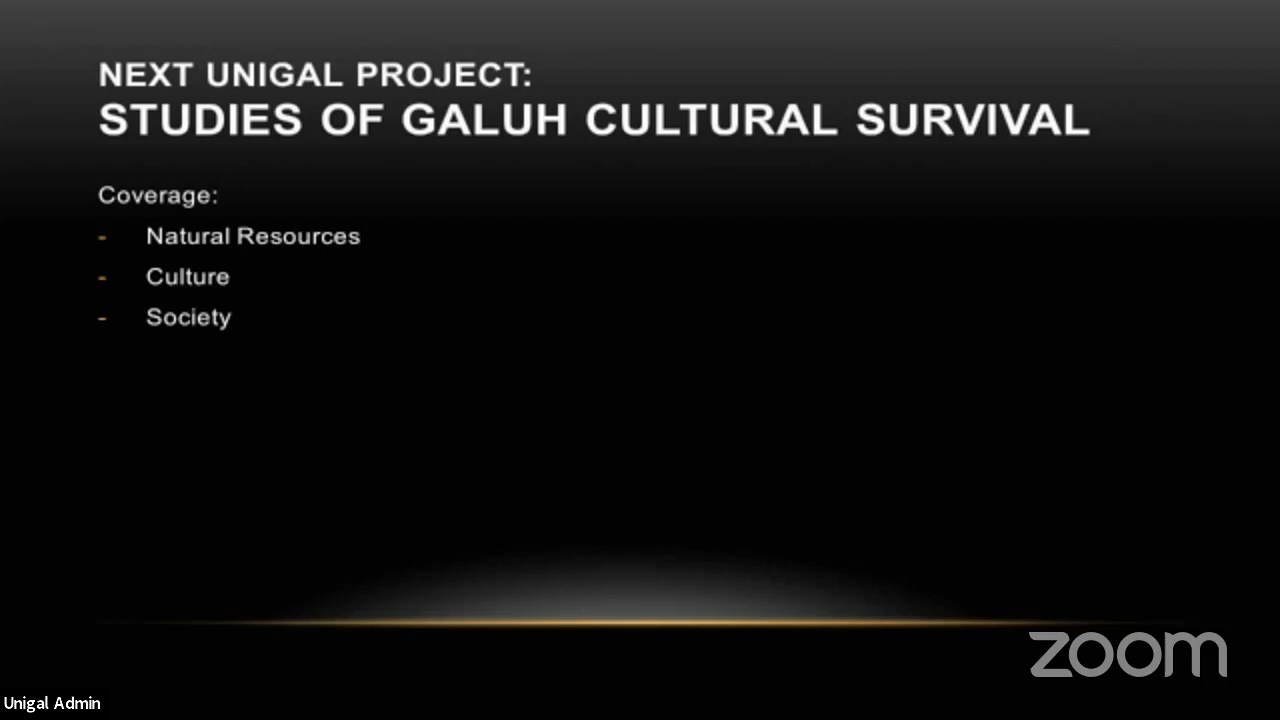 NEXT UNIGAL PROJECT:
STUDIES OF GALUH CULTURAL SURVIVAL
Coverage:
- Natural Resources
- Culture
- Society
zoom
Unigal Admin